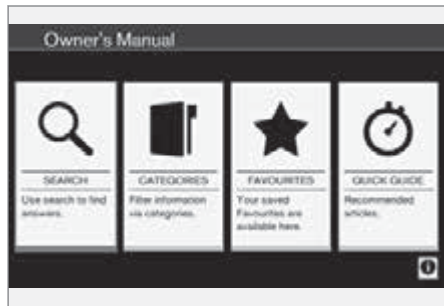 Owner's Manual
SEARCH
Use search to find
answers.
CATEGORIES
Filter information
via categories.
FAVOURITES
Your saved
Favourites are
available here.
QUICK GUIDE
Recommended
articles.
i